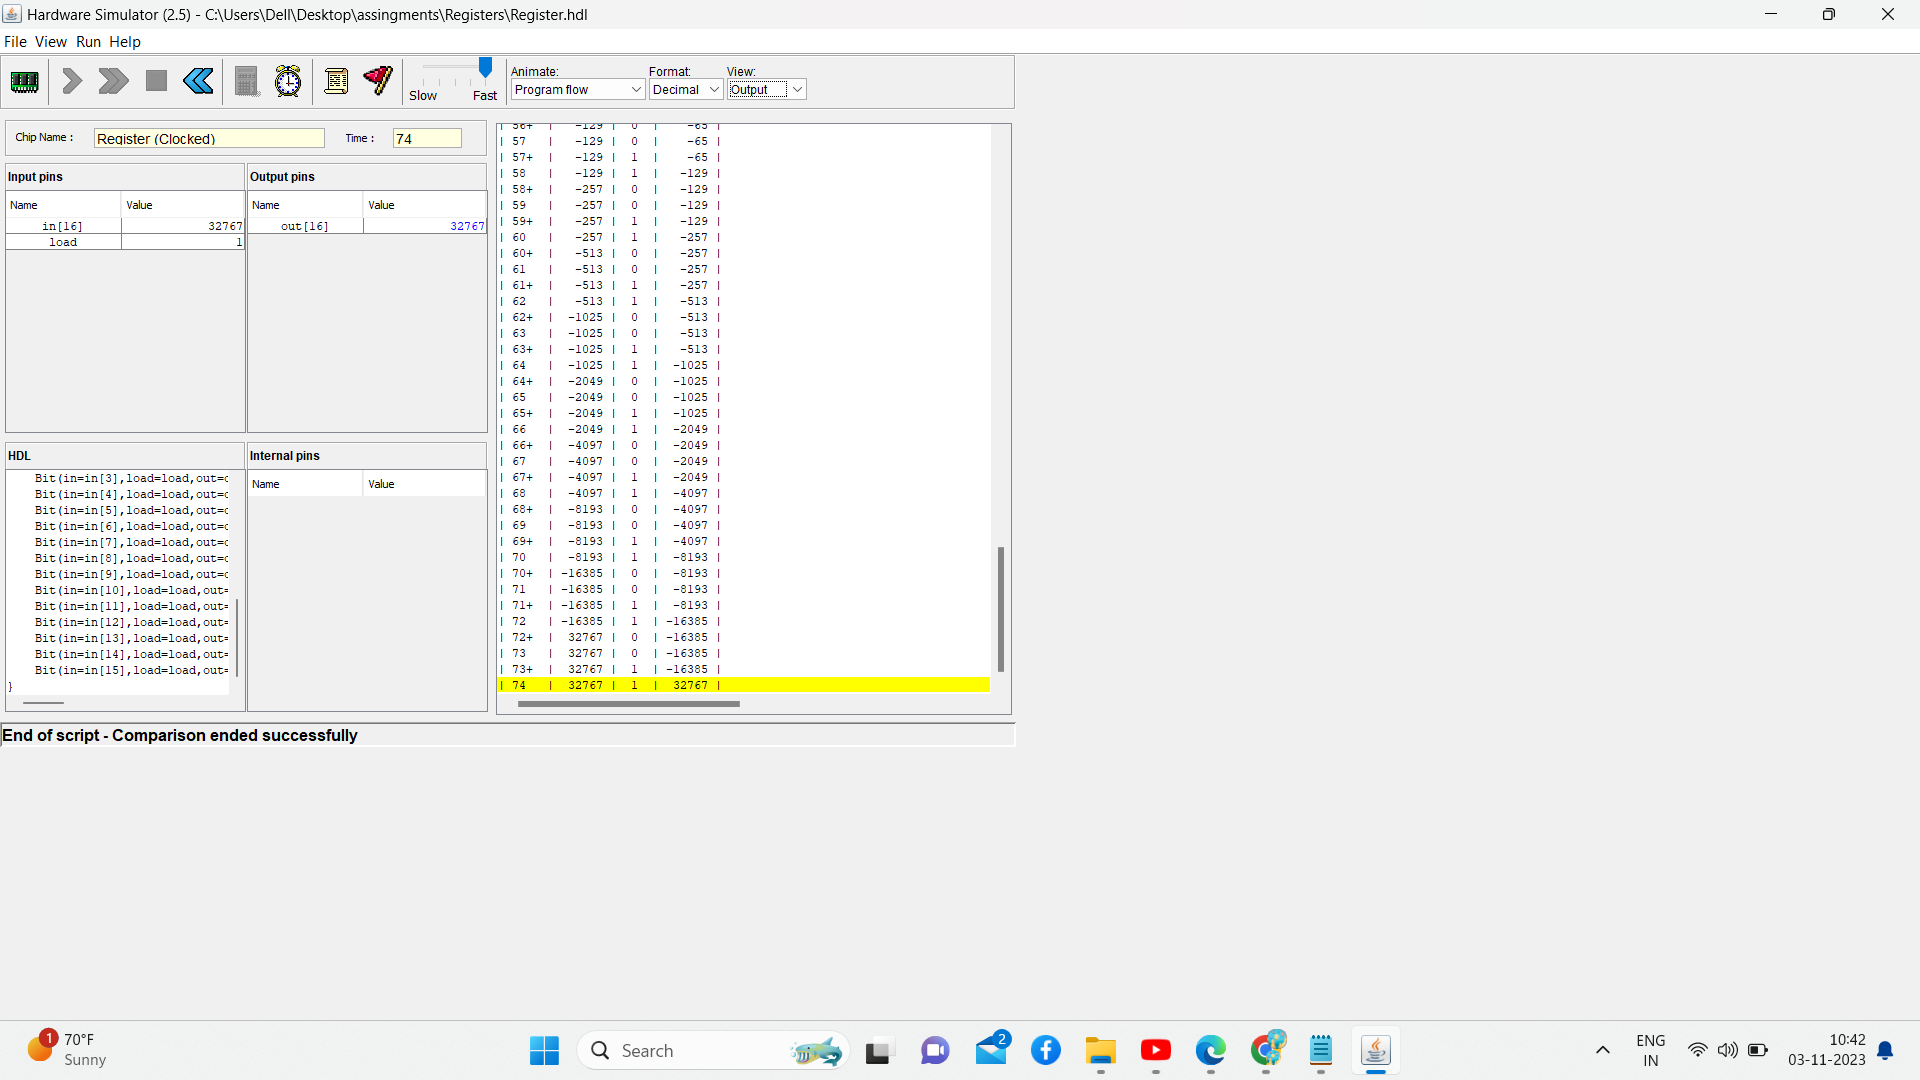 Hardware Simulator (2.5) - C:\Users\Dell\Desktop\assingments\Registers\Register.hdl
File View Run Help
Slow Fast
Animate: Format: View:
Program flow Decimal Output
Chip Name : Register (Clocked) Time : 74
Input pins
Name Value
in[16] 32767
load 1
Output pins
Name Value
out[16] 32767
HDL
Bit(in=in[3],load=load,out=
Bit(in=in[4],load=load,out=
Bit(in=in[5],load=load,out=
Bit(in=in[6],load=load,out=
Bit(in=in[7],load=load,out=
Bit(in=in[8],load=load,out=
Bit(in=in[9],load=load,out=
Bit(in=in[10],load=load,out=
Bit(in=in[11],load=load,out=
Bit(in=in[12],load=load,out=
Bit(in=in[13],load=load,out=
Bit(in=in[14],load=load,out=
Bit(in=in[15],load=load,out=
}
Internal pins
Name Value
| 56+ | -129 | 0 | -65 |
| 57 | -129 | 0 | -65 |
| 57+ | -129 | 1 | -65 |
| 58 | -129 | 1 | -129 |
| 58+ | -257 | 0 | -129 |
| 59 | -257 | 0 | -129 |
| 59+ | -257 | 1 | -129 |
| 60 | -257 | 1 | -257 |
| 60+ | -513 | 0 | -257 |
| 61 | -513 | 0 | -257 |
| 61+ | -513 | 1 | -257 |
| 62 | -513 | 1 | -513 |
| 62+ | -1025 | 0 | -513 |
| 63 | -1025 | 0 | -513 |
| 63+ | -1025 | 1 | -513 |
| 64 | -1025 | 1 | -1025 |
| 64+ | -2049 | 0 | -1025 |
| 65 | -2049 | 0 | -1025 |
| 65+ | -2049 | 1 | -1025 |
| 66 | -2049 | 1 | -2049 |
| 66+ | -4097 | 0 | -2049 |
| 67 | -4097 | 0 | -2049 |
| 67+ | -4097 | 1 | -2049 |
| 68 | -4097 | 1 | -4097 |
| 68+ | -8193 | 0 | -4097 |
| 69 | -8193 | 0 | -4097 |
| 69+ | -8193 | 1 | -4097 |
| 70 | -8193 | 1 | -8193 |
| 70+ | -16385 | 0 | -8193 |
| 71 | -16385 | 0 | -8193 |
| 71+ | -16385 | 1 | -8193 |
| 72 | -16385 | 1 | -16385 |
| 72+ | 32767 | 0 | -16385 |
| 73 | 32767 | 0 | -16385 |
| 73+ | 32767 | 1 | -16385 |
| 74 | 32767 | 1 | 32767 |
End of script - Comparison ended successfully
1
70°F
Sunny
Search
2
ENG
IN
10:42
03-11-2023